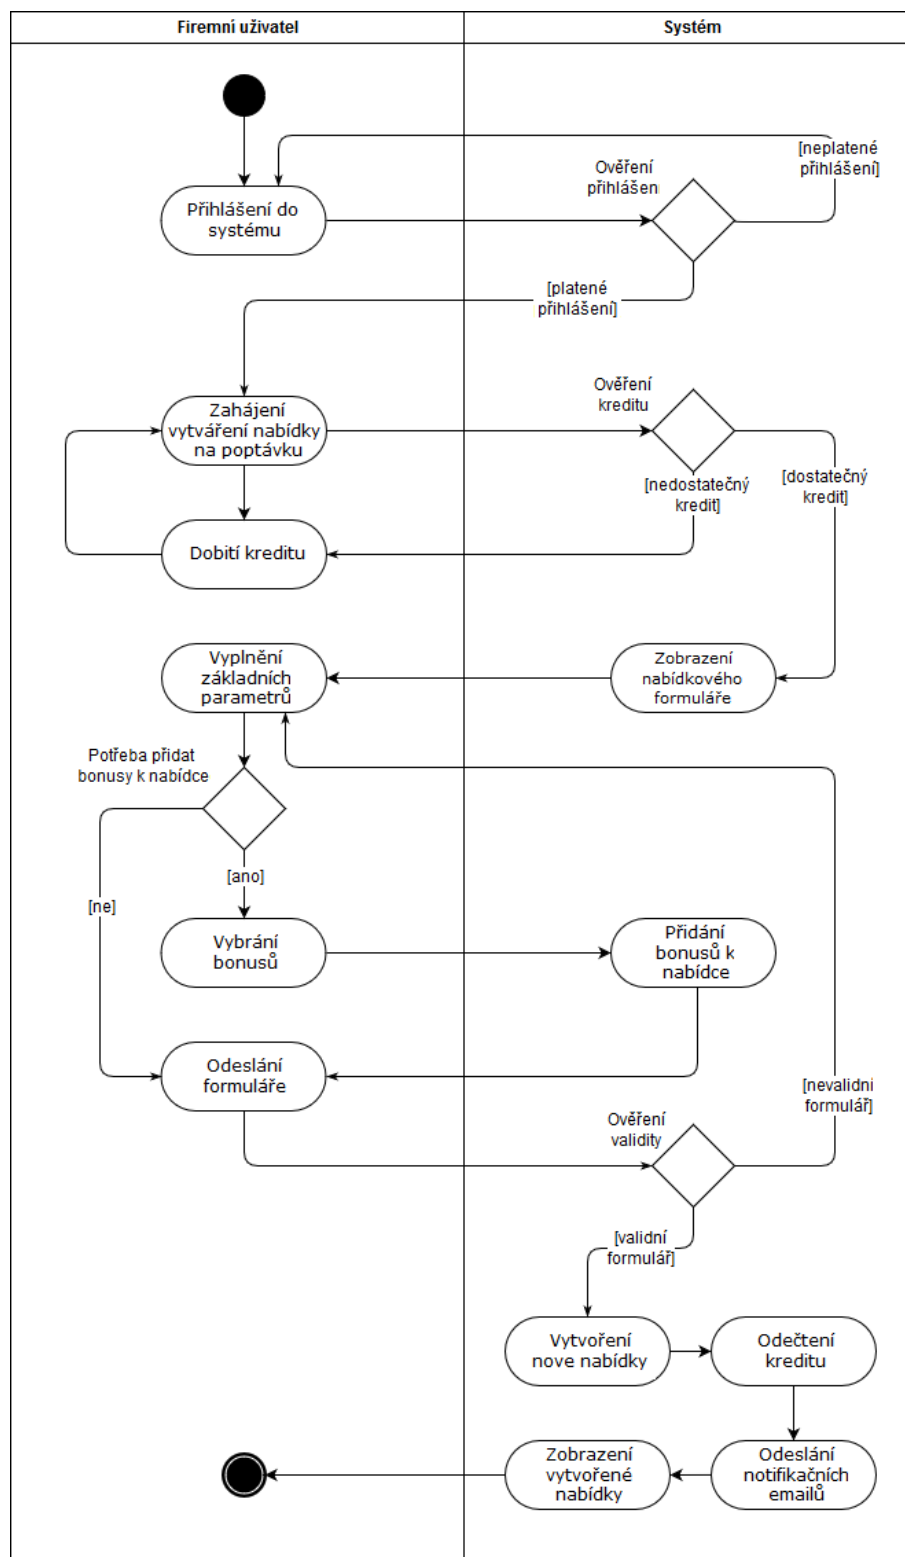 Firemní uživatel
Systém
[neplatené
přihlášení]
Ověření
přihlášeni
Přihlášení do
systému
[platené
přihlášení]
Ověření
kreditu
Zahájení
vytváření nabídky
na poptávku
[nedostatečný
kredit]
[dostatečný
kredit]
Dobití kreditu
Vyplnění
základních
parametrů
Zobrazení
nabídkového
formuláře
Potřeba přidat
bonusy k nabídce
[ano]
[ne]
Vybrání
bonusů
Přidání
bonusů k
nabídce
Odeslání
formuláře
[nevalidni
formulář]
Ověření
validity
[validní
formulář]
Vytvoření
nove nabídky
Odečtení
kreditu
Zobrazení
vytvořené
nabídky
Odeslání
notifikačních
emailů